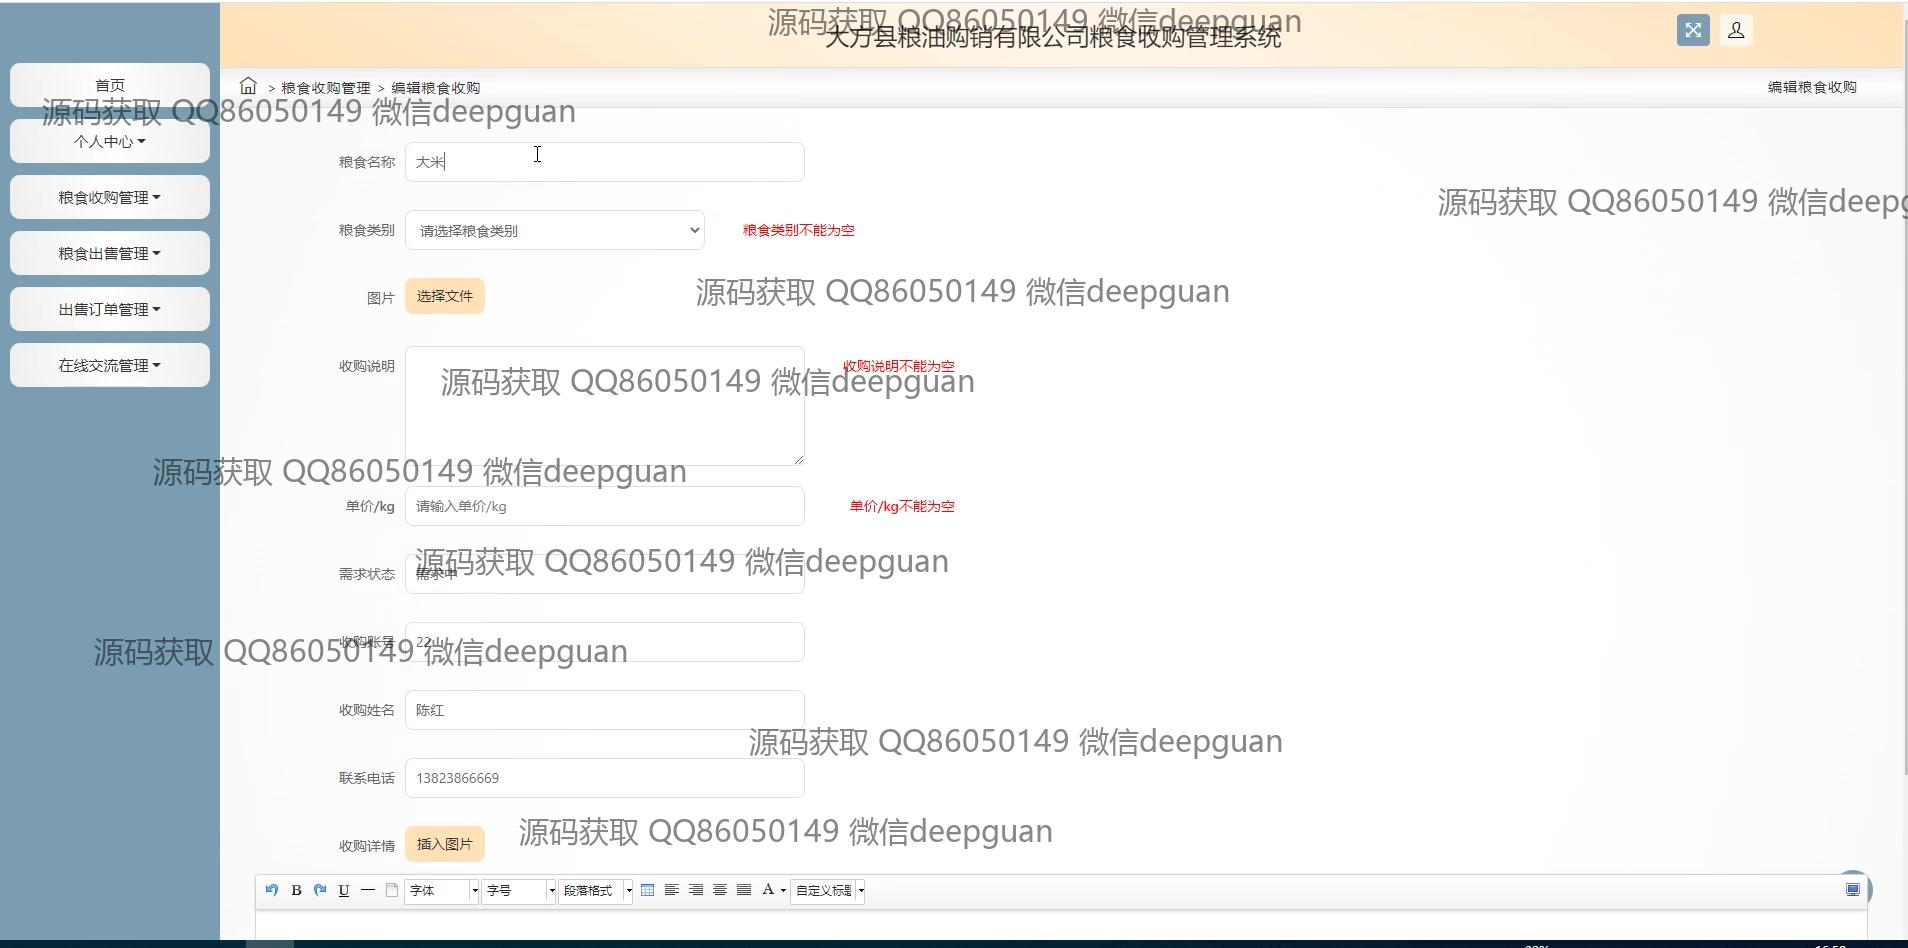 源码获取 QQ86050149 微信deepguan
大方县粮油购销有限公司粮食收购管理系统
首页
> 粮食收购管理 > 编辑粮食收购
编辑粮食收购
源码获取 QQ86050149 微信deepguan
个人中心
粮食名称 大米
粮食收购管理
源码获取 QQ86050149 微信deepg
粮食类别 请选择粮食类别 粮食类别不能为空
粮食出售管理
图片 选择文件
源码获取 QQ86050149 微信deepguan
出售订单管理
在线交流管理
收购说明 收购说明不能为空
源码获取 QQ86050149 微信deepguan
源码获取 QQ86050149 微信deepguan
单价/kg 请输入单价/kg 单价/kg不能为空
源码获取 QQ86050149 微信deepguan
需求状态 需求中
收购账号 22
源码获取 QQ86050149 微信deepguan
收购姓名 陈红
源码获取 QQ86050149 微信deepguan
联系电话 13823866669
源码获取 QQ86050149 微信deepguan
收购详情 插入图片
B U 字体 字号 段落格式 A 自定义标题